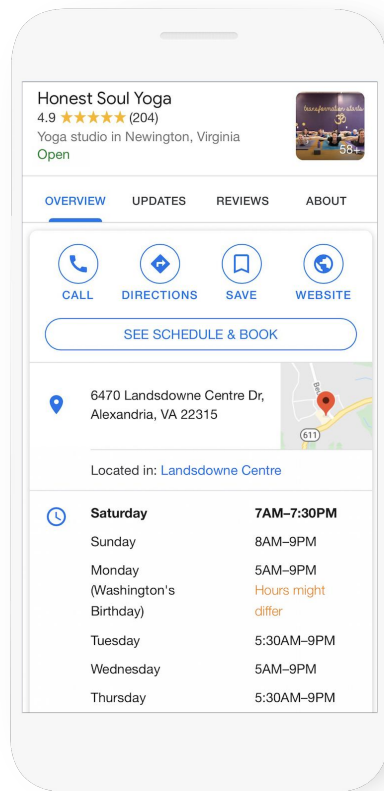 Honest Soul Yoga
4.9 ★★★★★ (204)
Yoga studio in Newington, Virginia
Open
transformation starts
ॐ
58+
OVERVIEW UPDATES REVIEWS ABOUT
CALL DIRECTIONS SAVE WEBSITE
SEE SCHEDULE & BOOK
6470 Landsdowne Centre Dr,
Alexandria, VA 22315
611
Located in: Landsdowne Centre
Saturday 7AM–7:30PM
Sunday 8AM–9PM
Monday 5AM–9PM
(Washington's Hours might
Birthday) differ
Tuesday 5:30AM–9PM
Wednesday 5AM–9PM
Thursday 5:30AM–9PM